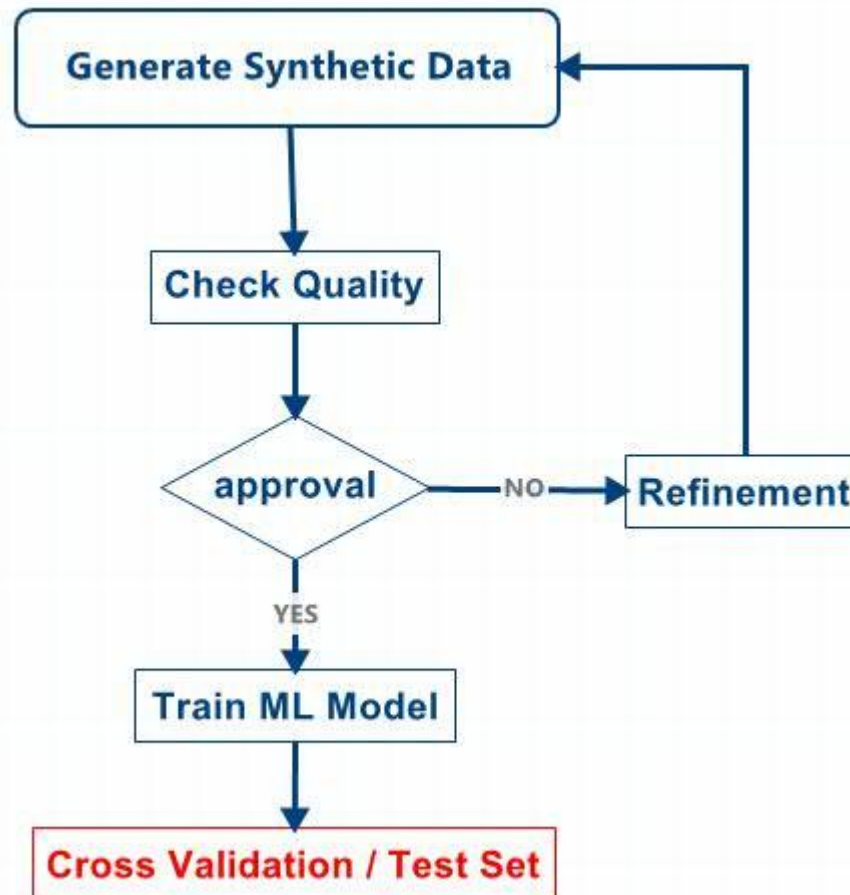 Generate Synthetic Data
Check Quality
approval
NO
Refinement
YES
Train ML Model
Cross Validation / Test Set